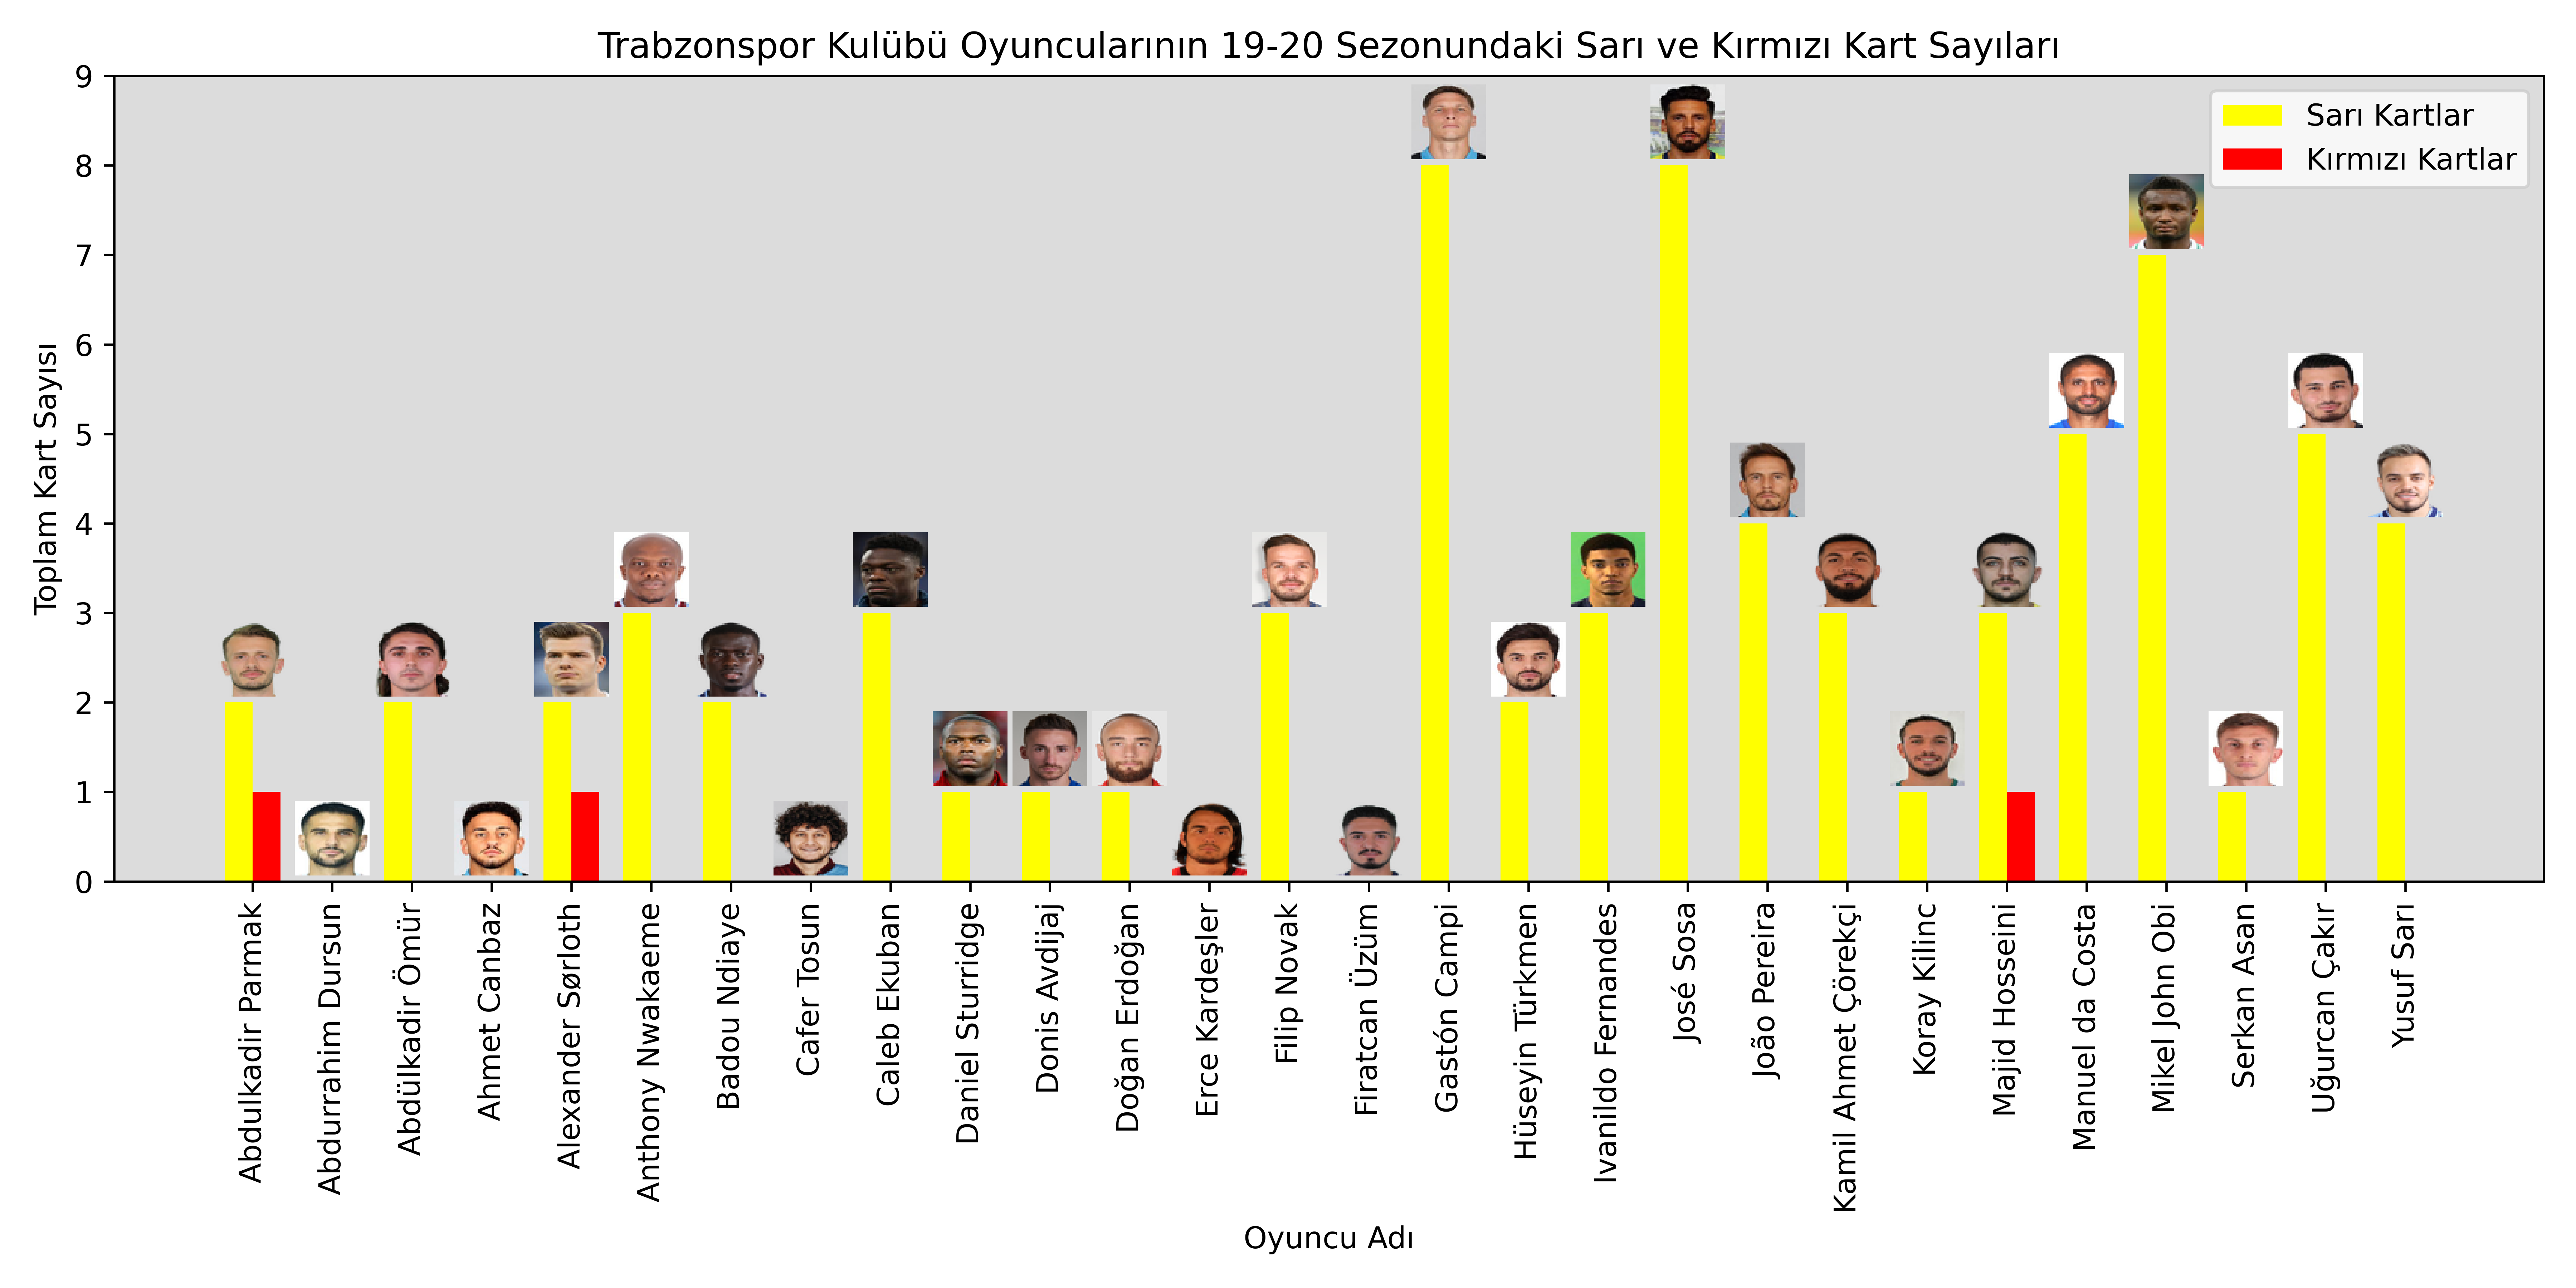 Trabzonspor Kulübü Oyuncularının 19-20 Sezonundaki Sarı ve Kırmızı Kart Sayıları
Sarı Kartlar
Kırmızı Kartlar
Toplam Kart Sayısı
9
8
7
6
5
4
3
2
1
0
Abdulkadir Parmak
Abdurrahim Dursun
Abdülkadir Ömür
Ahmet Canbaz
Alexander Sørloth
Anthony Nwakaeme
Badou Ndiaye
Cafer Tosun
Caleb Ekuban
Daniel Sturridge
Donis Avdijaj
Doğan Erdoğan
Erce Kardeşler
Filip Novak
Firatcan Üzüm
Gastón Campi
Hüseyin Türkmen
Ivanildo Fernandes
José Sosa
João Pereira
Kamil Ahmet Çörekçi
Koray Kilinc
Majid Hosseini
Manuel da Costa
Mikel John Obi
Serkan Asan
Uğurcan Çakır
Yusuf Sarı
Oyuncu Adı